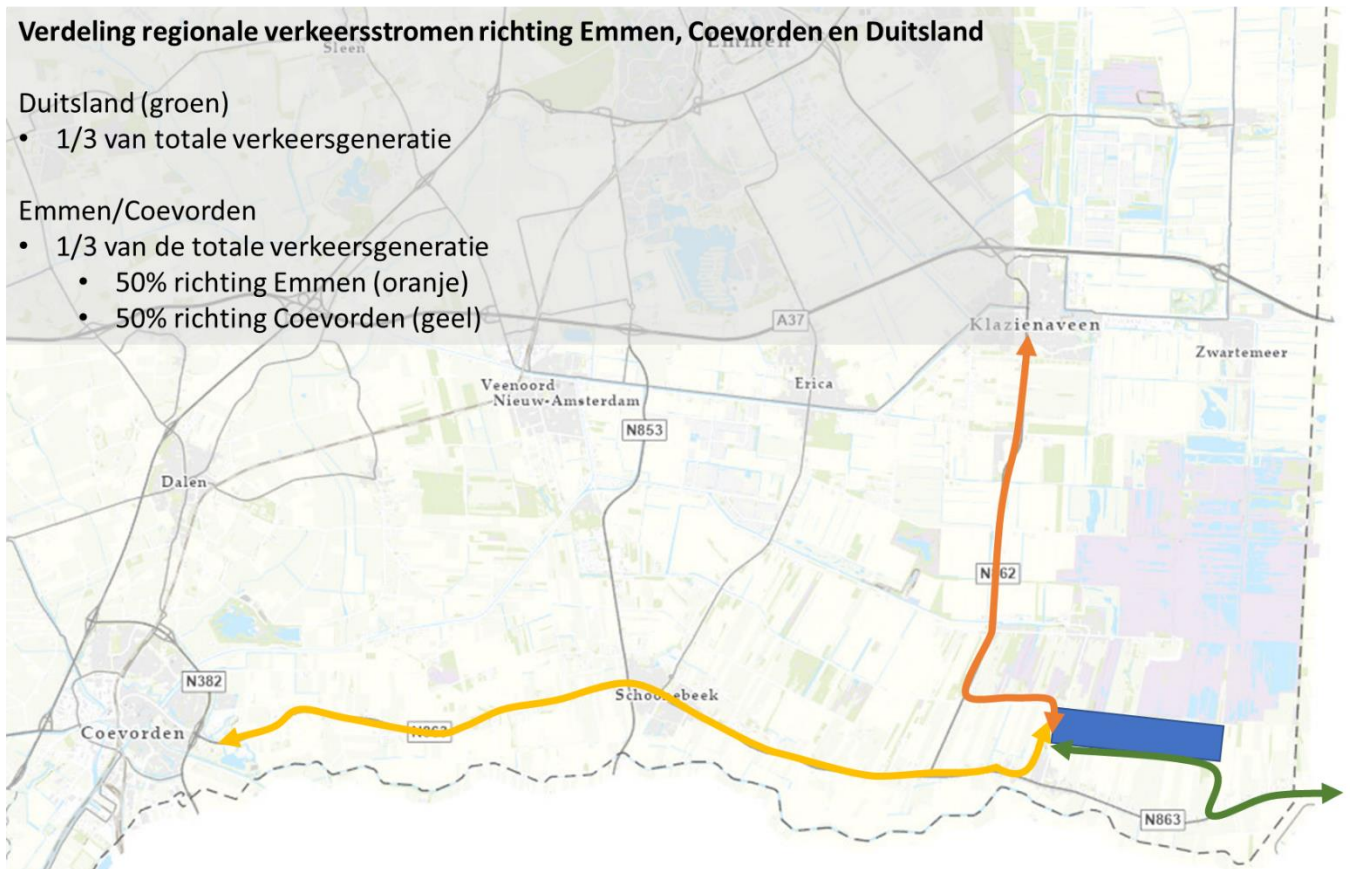 Verdeling regionale verkeersstromen richting Emmen, Coevorden en Duitsland
Sleen
Emmen
Duitsland (groen)
• 1/3 van totale verkeersgeneratie
Emmen/Coevorden
• 1/3 van de totale verkeersgeneratie
• 50% richting Emmen (oranje)
• 50% richting Coevorden (geel)
A37
Klazienaveen
Zwartemeer
Veenoord
Nieuw-Amsterdam
Erica
N853
Dalen
N862
N382
Schoonebeek
Coevorden
N863
N863